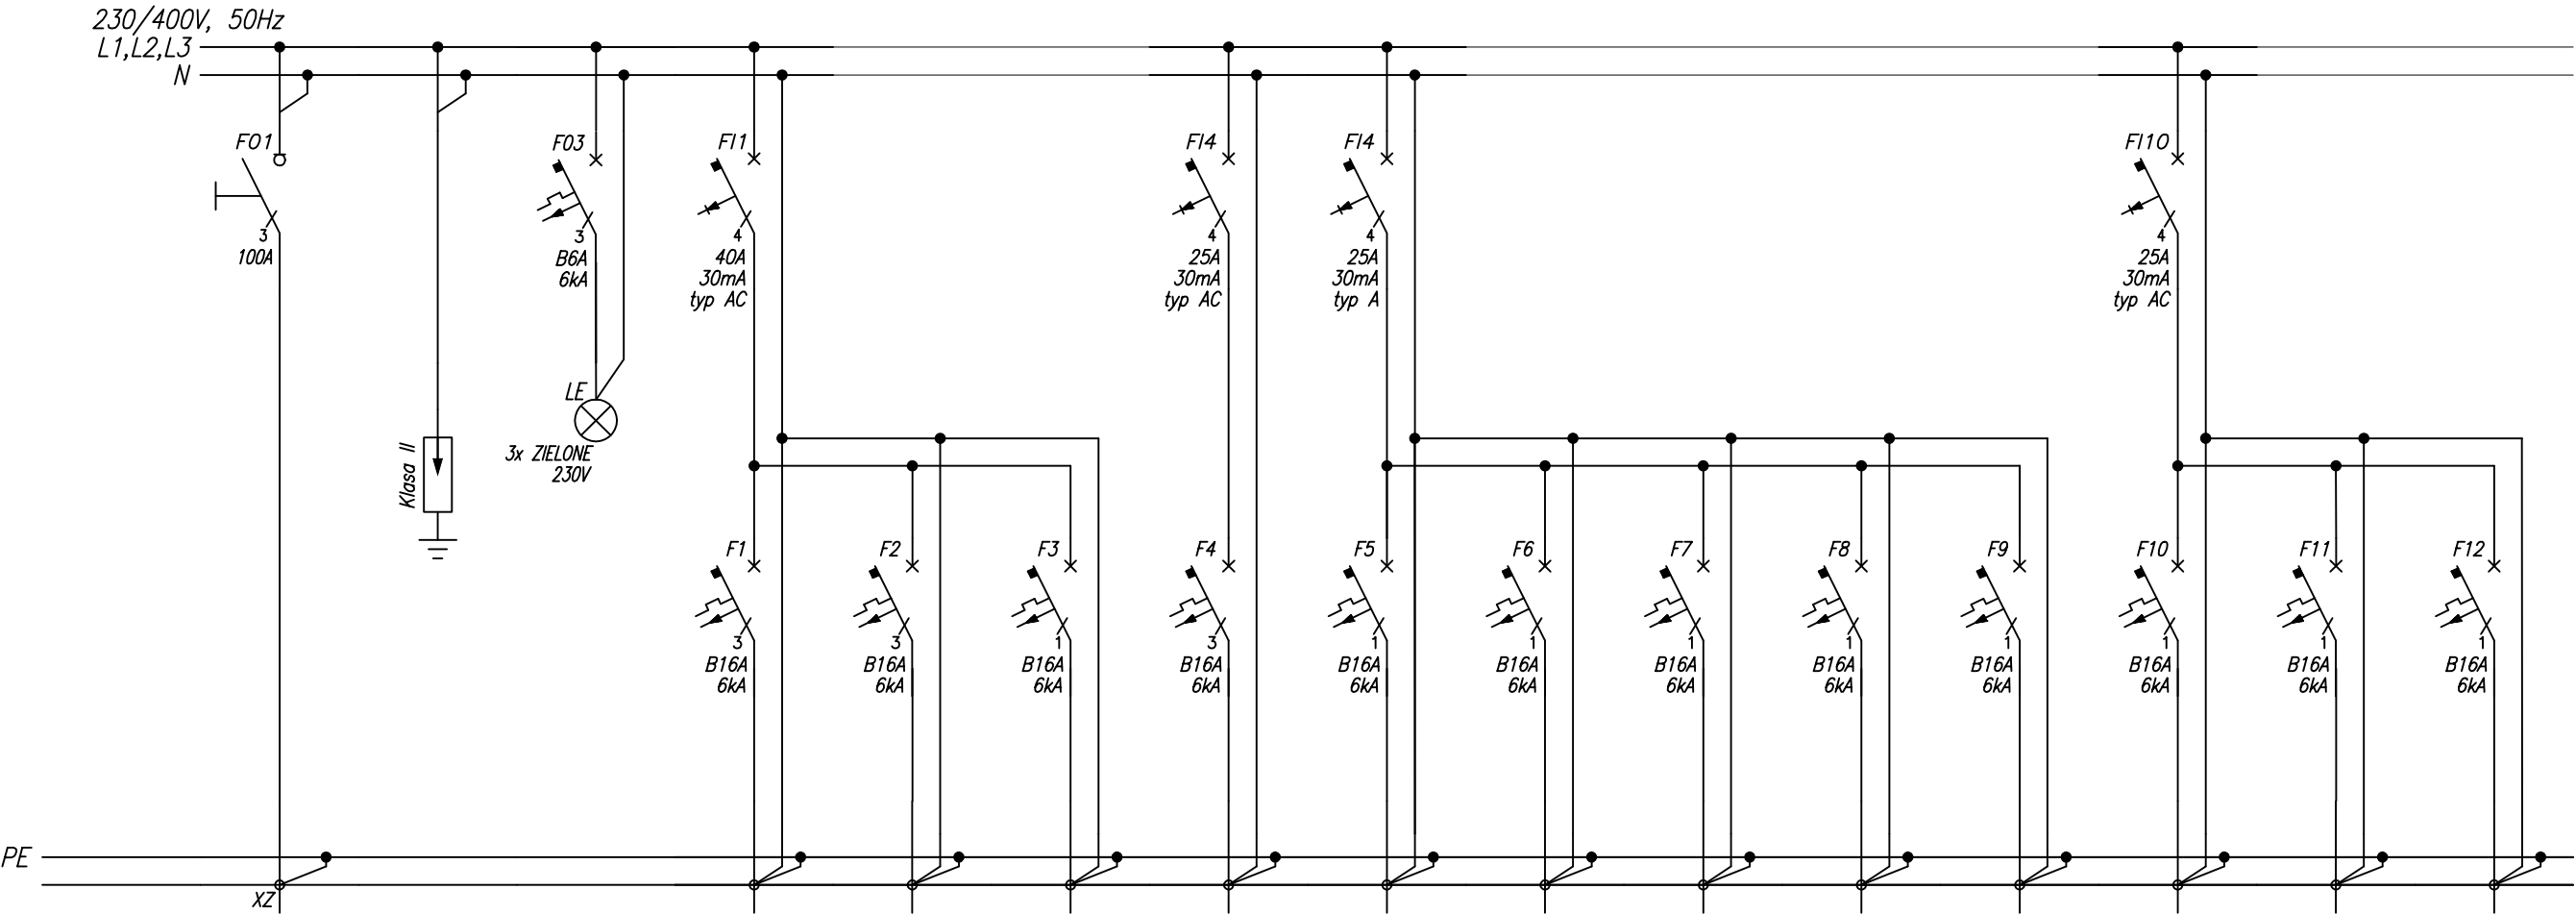 230/400V, 50Hz
L1,L2,L3
N
F01
3
100A
Klasa II
F03
3
B6A
6kA
LE
3x ZIELONE
230V
FI1
4
40A
30mA
typ AC
FI4
4
25A
30mA
typ AC
FI4
4
25A
30mA
typ A
FI10
4
25A
30mA
typ AC
F1
3
B16A
6kA
F2
3
B16A
6kA
F3
1
B16A
6kA
F4
3
B16A
6kA
F5
1
B16A
6kA
F6
1
B16A
6kA
F7
1
B16A
6kA
F8
1
B16A
6kA
F9
1
B16A
6kA
F10
1
B16A
6kA
F11
1
B16A
6kA
F12
1
B16A
6kA
PE
XZ